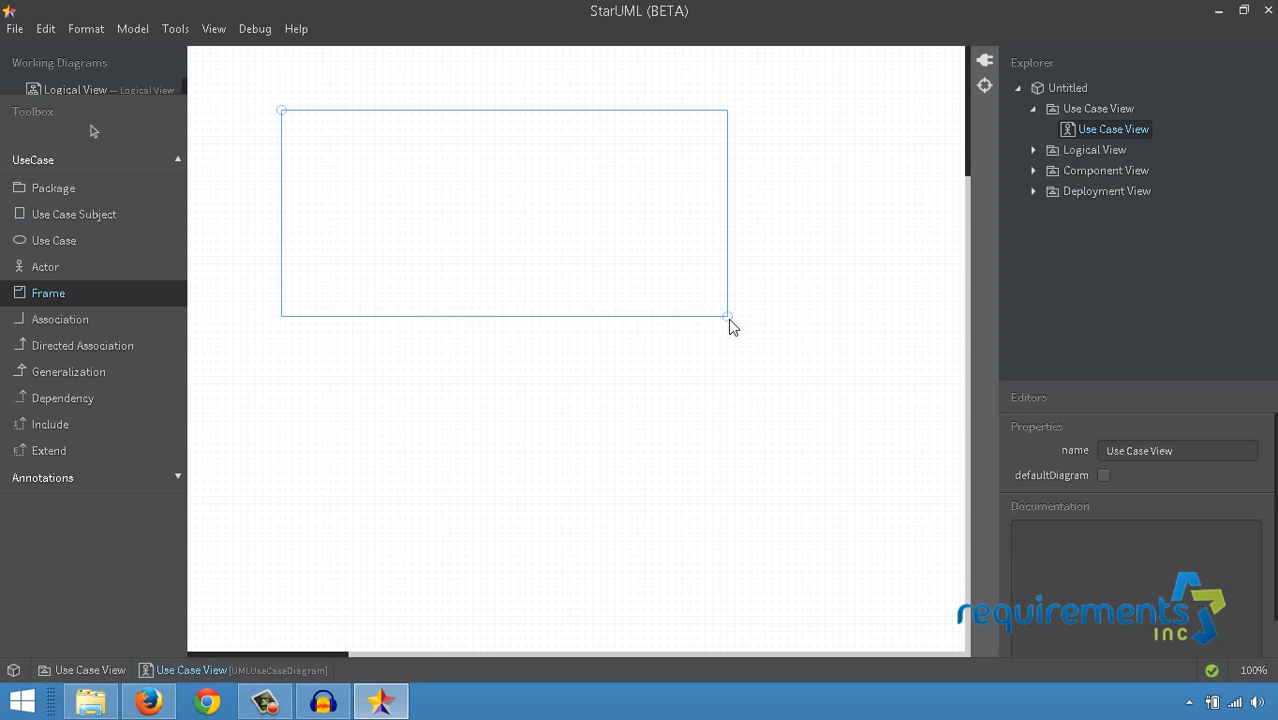 StarUML (BETA)
File Edit Format Model Tools View Debug Help
Working Diagrams
Logical View — Logical View
Toolbox
UseCase
Package
Use Case Subject
Use Case
Actor
Frame
Association
Directed Association
Generalization
Dependency
Include
Extend
Annotations
Explorer
Untitled
Use Case View
Use Case View
Logical View
Component View
Deployment View
Editors
Properties
name Use Case View
defaultDiagram
Documentation
requirements
INC
Use Case View Use Case View [UMLUseCaseDiagram] 100%